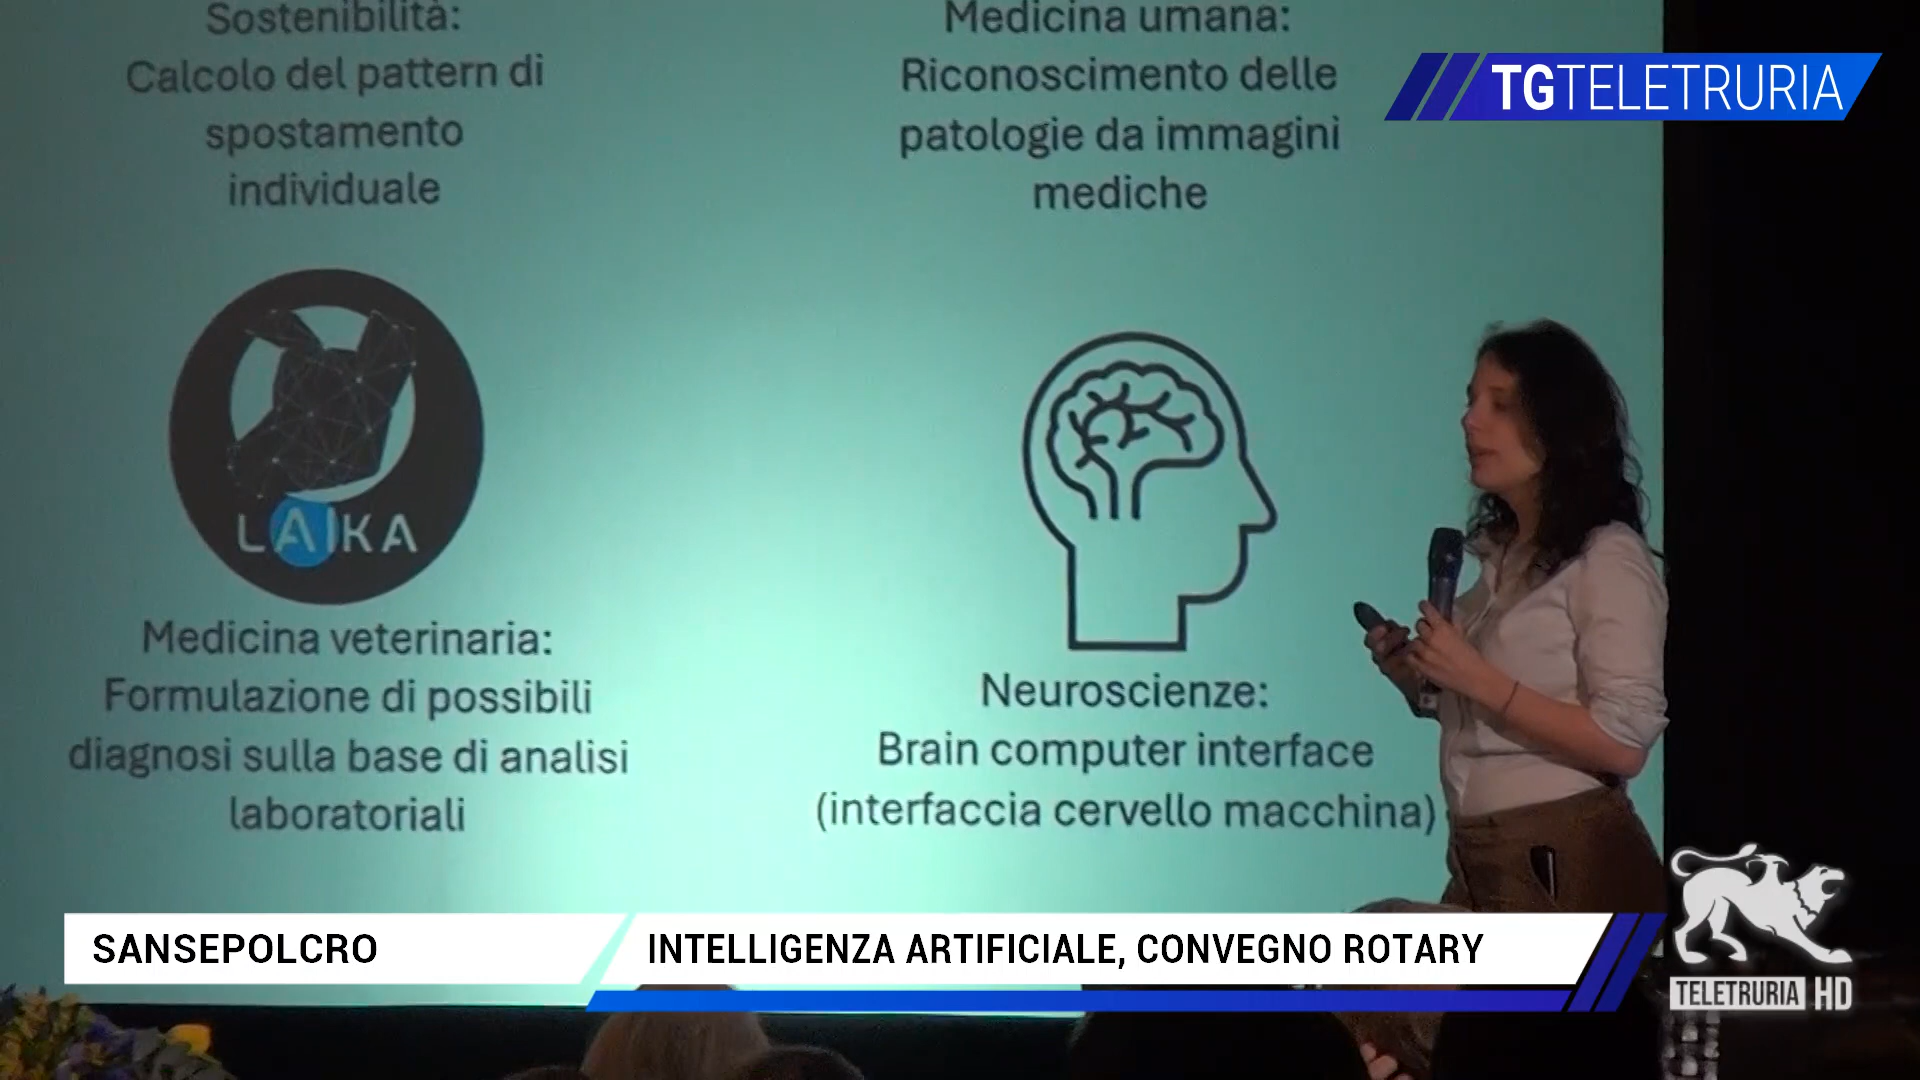 Sostenibilità:
Calcolo del pattern di
spostamento
individuale
Medicina umana:
Riconoscimento delle
patologie da immagini
mediche
TGTELETRURIA
LAIKA
Medicina veterinaria:
Formulazione di possibili
diagnosi sulla base di analisi
laboratoriali
Neuroscienze:
Brain computer interface
(interfaccia cervello macchina)
SANSEPOLCRO
INTELLIGENZA ARTIFICIALE, CONVEGNO ROTARY
TELETRURIA HD